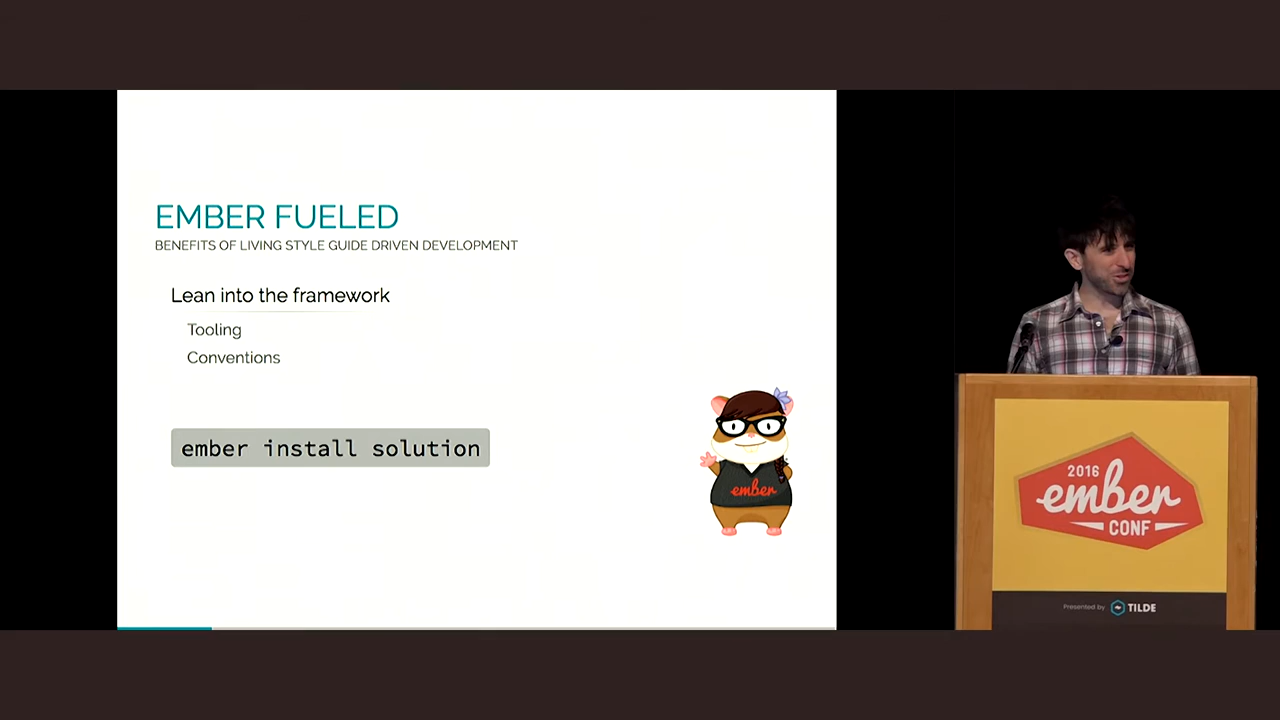 EMBER FUELED
BENEFITS OF LIVING STYLE GUIDE DRIVEN DEVELOPMENT
Lean into the framework
Tooling
Conventions
ember install solution
ember
2016
ember
CONF
Presented by TILDE